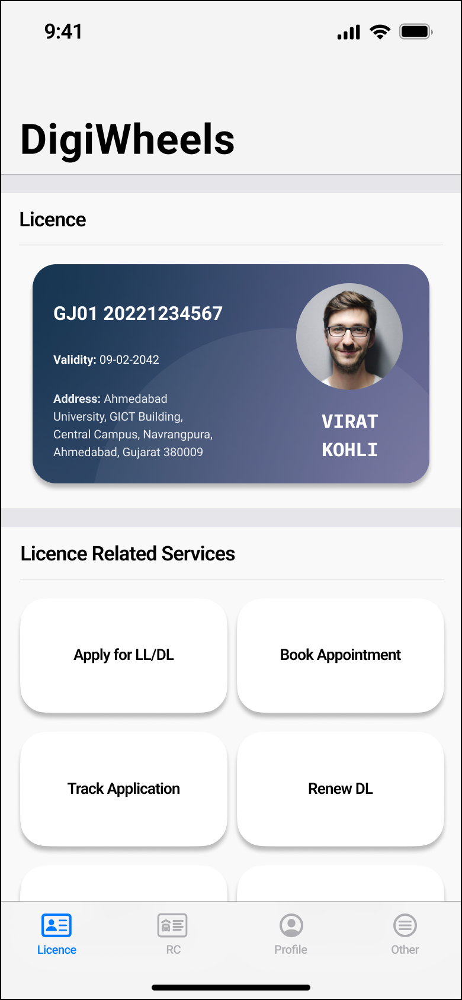 9:41
DigiWheels
Licence
GJ01 20221234567
Validity: 09-02-2042
Address: Ahmedabad
University, GICT Building,
Central Campus, Navrangpura,
Ahmedabad, Gujarat 380009
VIRAT
KOHLI
Licence Related Services
Apply for LL/DL
Book Appointment
Track Application
Renew DL
Licence
RC
Profile
Other